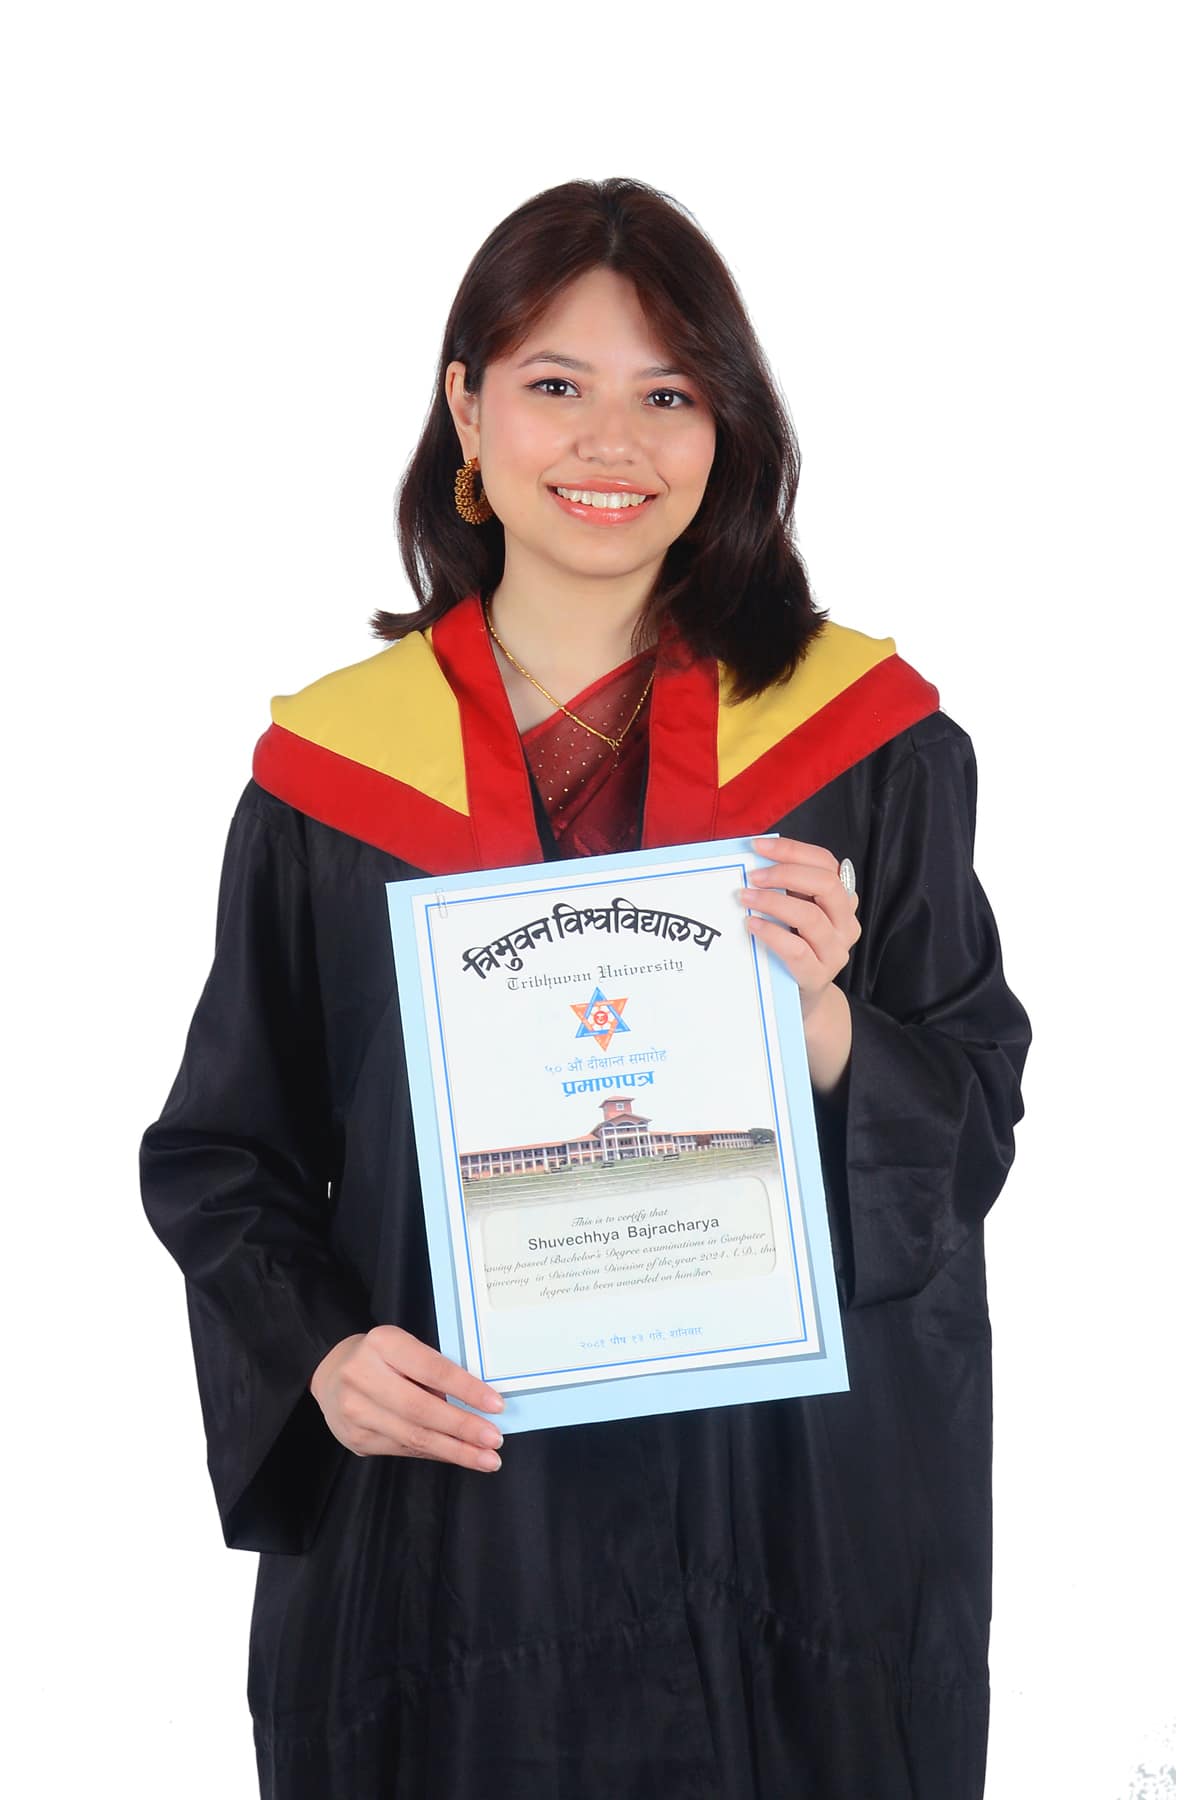 त्रिभुवन विश्वविद्यालय
Tribhuvan University
५० औं दीक्षान्त समारोह
प्रमाणपत्र
This is to certify that
Shuvechhya Bajracharya
having passed Bachelor's Degree examinations in Computer
gineering in Distinction Division of the year 2024 A.D., this
degree has been awarded on him/her.
२०८१ पौष १३ गते, शनिबार